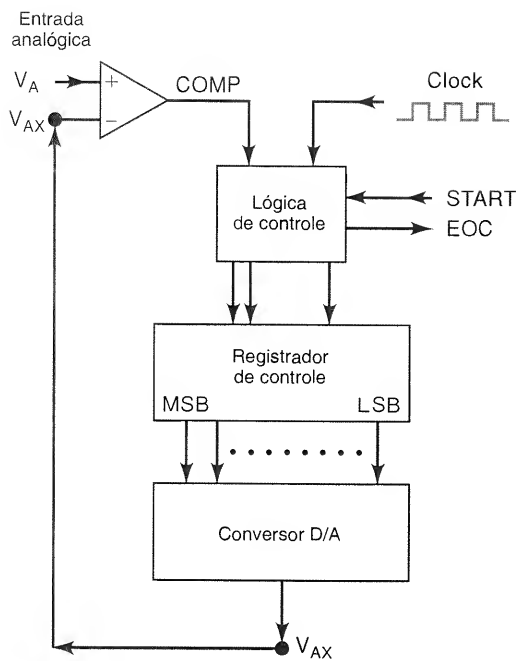 Entrada
analógica
V_A
+
COMP
Clock
V_AX
−
Lógica
de controle
START
EOC
Registrador
de controle
MSB
LSB
Conversor D/A
V_AX